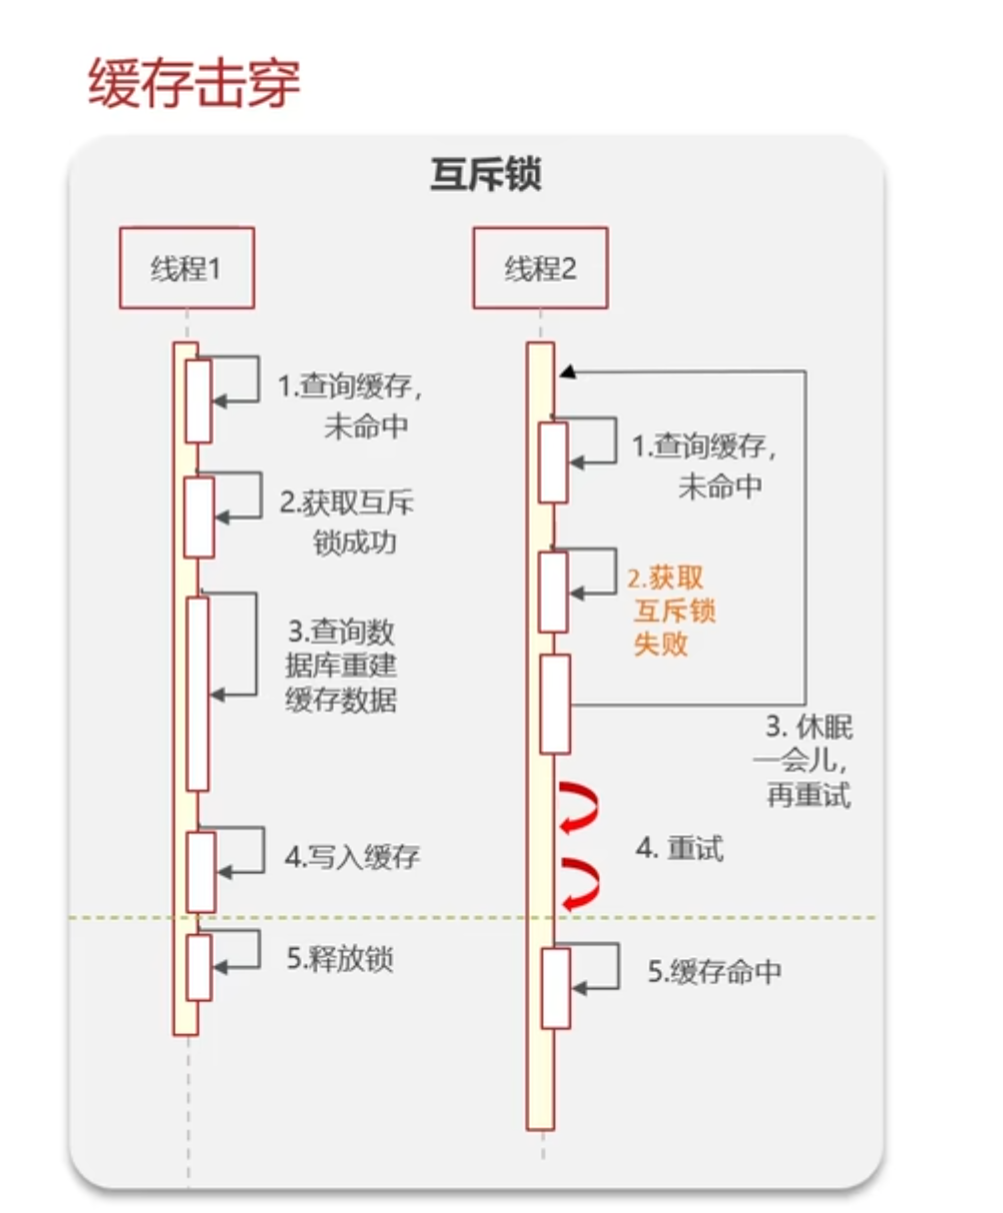 缓存击穿
互斥锁
线程1
线程2
1.查询缓存，
未命中
2.获取互斥
锁成功
3.查询数
据库重建
缓存数据
4.写入缓存
5.释放锁
1.查询缓存，
未命中
2.获取
互斥锁
失败
3. 休眠
一会儿，
再重试
4. 重试
5.缓存命中